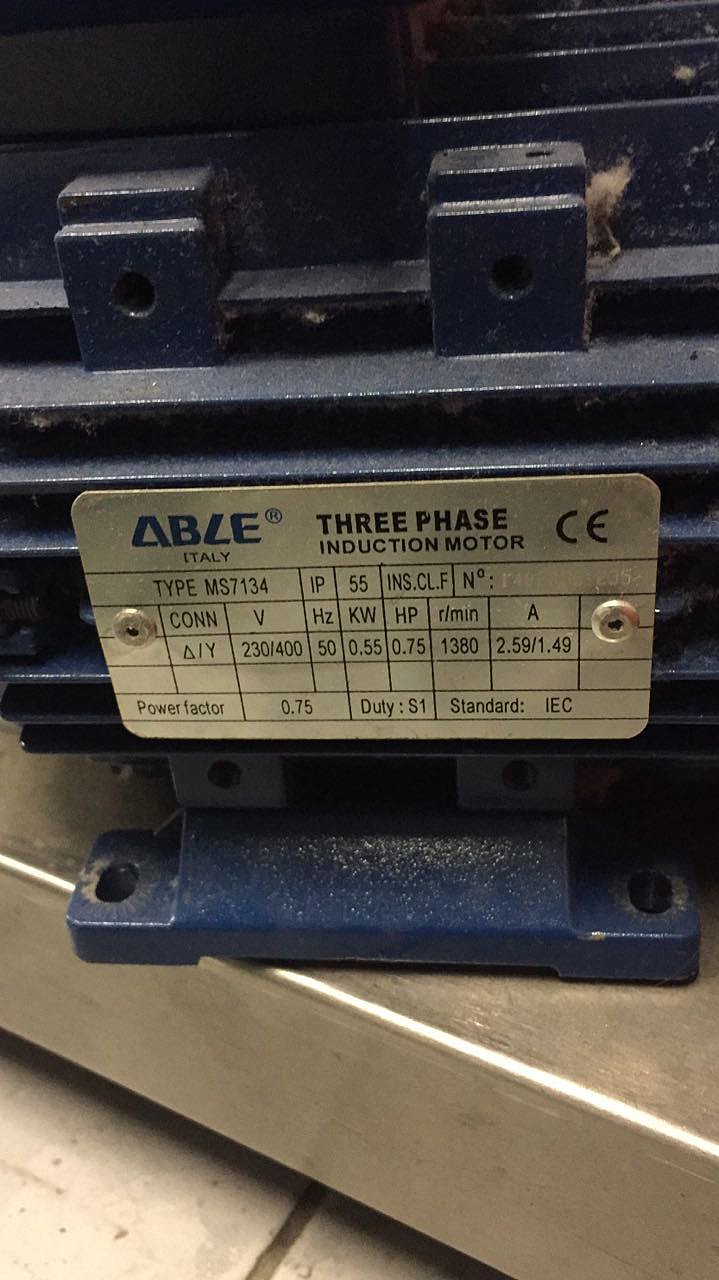 ABLE® THREE PHASE CE
ITALY INDUCTION MOTOR
TYPE MS7134 IP 55 INS.CL.F Nº:
CONN V Hz KW HP r/min A
Δ/Y 230/400 50 0.55 0.75 1380 2.59/1.49
Power factor 0.75 Duty : S1 Standard: IEC